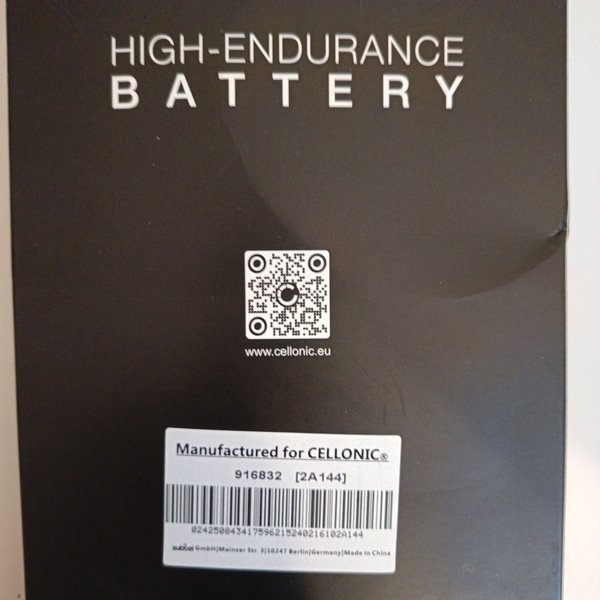 HIGH-ENDURANCE
BATTERY
www.cellonic.eu
Manufactured for CELLONIC®
916832 [2A144]
02425084341759621524021610​2A144
subtel GmbH|Mainzer Str. 3|10247 Berlin|Germany|Made in China